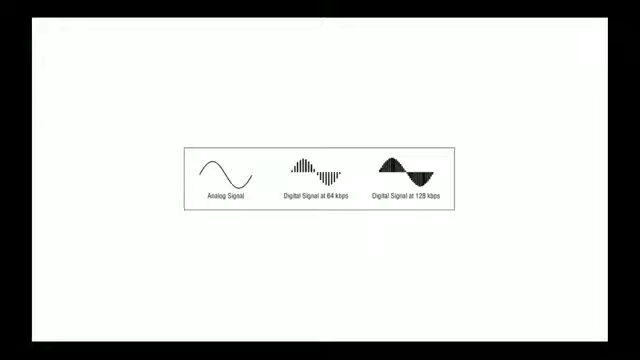 Analog Signal
Digital Signal at 64 kbps
Digital Signal at 128 kbps